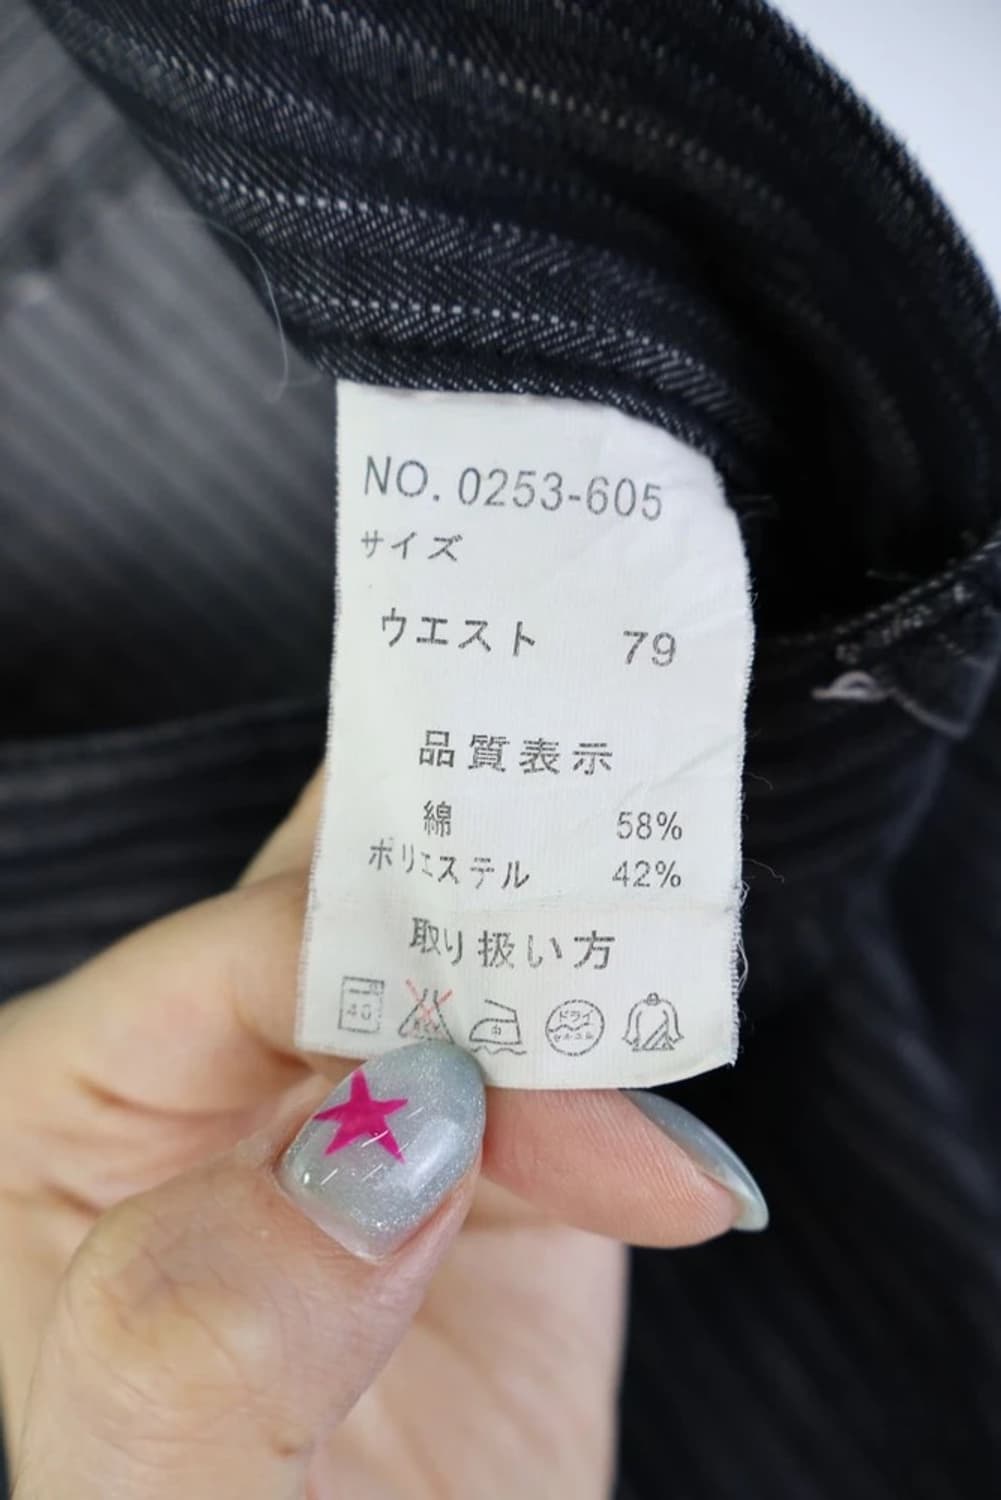 NO. 0253-605
サイズ
ウエスト 79
品質表示
綿 58%
ポリエステル 42%
取り扱い方
40 中 ドライ